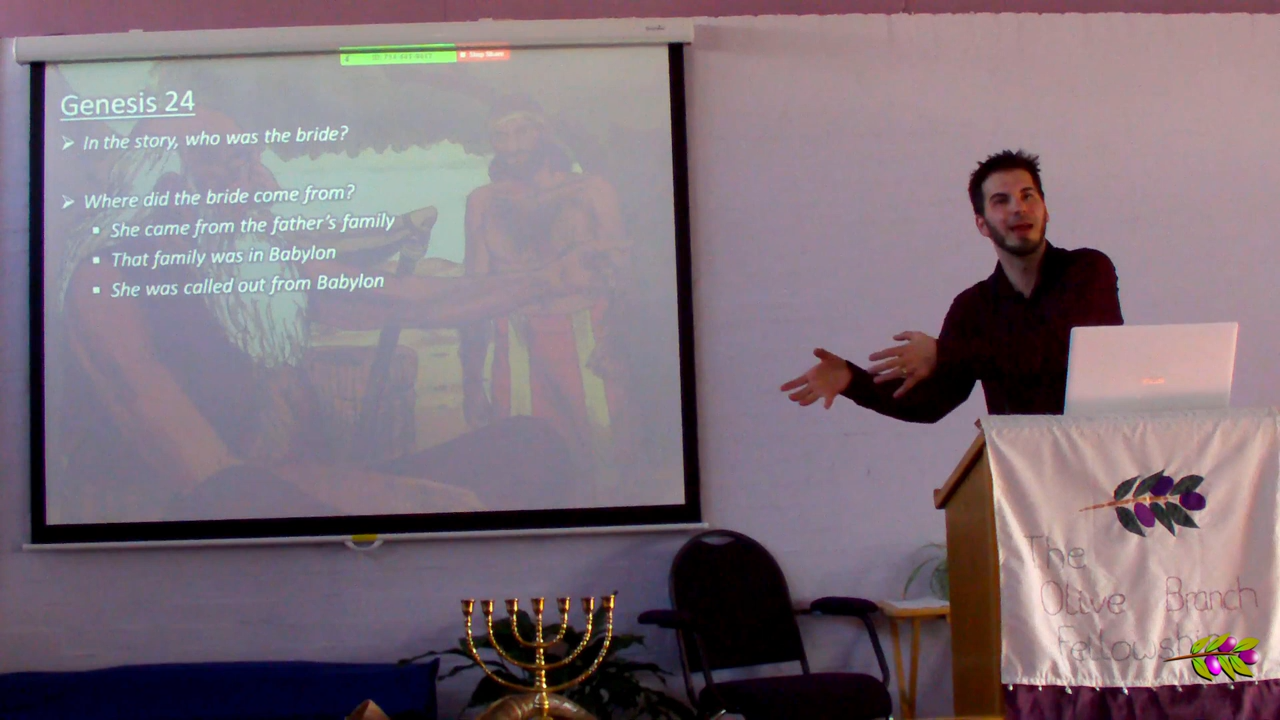 Stop Share
Genesis 24
➢ In the story, who was the bride?
➢ Where did the bride come from?
▪ She came from the father's family
▪ That family was in Babylon
▪ She was called out from Babylon
The
Olive Branch
Fellowship